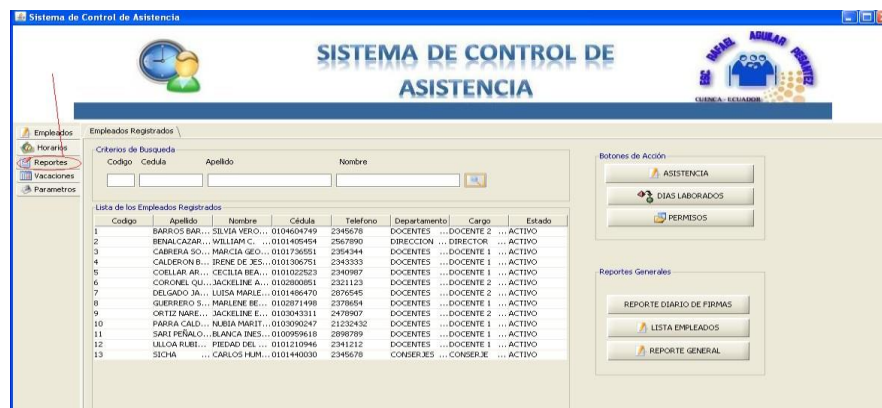 Sistema de Control de Asistencia
SISTEMA DE CONTROL DE
ASISTENCIA
ESC. RAFAEL AGUILAR PESANTEZ
CUENCA - ECUADOR
Empleados
Horarios
Reportes
Vacaciones
Parametros
Empleados Registrados
Criterios de Busqueda
Codigo Cedula Apellido Nombre
Lista de los Empleados Registrados
Codigo Apellido Nombre Cédula Telefono Departamento Cargo Estado
1 BARROS BAR... SILVIA VERO... 0104604749 2345678 DOCENTES ... DOCENTE 2 ... ACTIVO
2 BENALCAZAR... WILLIAM C. ... 0101405454 2567890 DIRECCION ... DIRECTOR ... ACTIVO
3 CABRERA SO... MARCIA GEO... 0101736551 2354344 DOCENTES ... DOCENTE 1 ... ACTIVO
4 CALDERON B... IRENE DE JES... 0101306751 2343333 DOCENTES ... DOCENTE 1 ... ACTIVO
5 COELLAR AR... CECILIA BEA... 0101022523 2340987 DOCENTES ... DOCENTE 1 ... ACTIVO
6 CORONEL QU... JACKELINE A... 0102800851 2321123 DOCENTES ... DOCENTE 2 ... ACTIVO
7 DELGADO JA... LUISA MARLE... 0101486470 2876545 DOCENTES ... DOCENTE 2 ... ACTIVO
8 GUERRERO S... MARLENE BE... 0102871498 2378654 DOCENTES ... DOCENTE 1 ... ACTIVO
9 ORTIZ NARE... JACKELINE E... 0103043311 2478907 DOCENTES ... DOCENTE 2 ... ACTIVO
10 PARRA CALD... NUBIA MARIT... 0103090247 21232432 DOCENTES ... DOCENTE 1 ... ACTIVO
11 SARI PEÑALO... BLANCA INES... 0100959618 2898789 DOCENTES ... DOCENTE 1 ... ACTIVO
12 ULLOA RUBI... PIEDAD DEL ... 0101210946 2341212 DOCENTES ... DOCENTE 1 ... ACTIVO
13 SICHA ... CARLOS HUM... 0101440030 2345678 CONSERJES ... CONSERJE ... ACTIVO
Botones de Acción
ASISTENCIA
DIAS LABORADOS
PERMISOS
Reportes Generales
REPORTE DIARIO DE FIRMAS
LISTA EMPLEADOS
REPORTE GENERAL